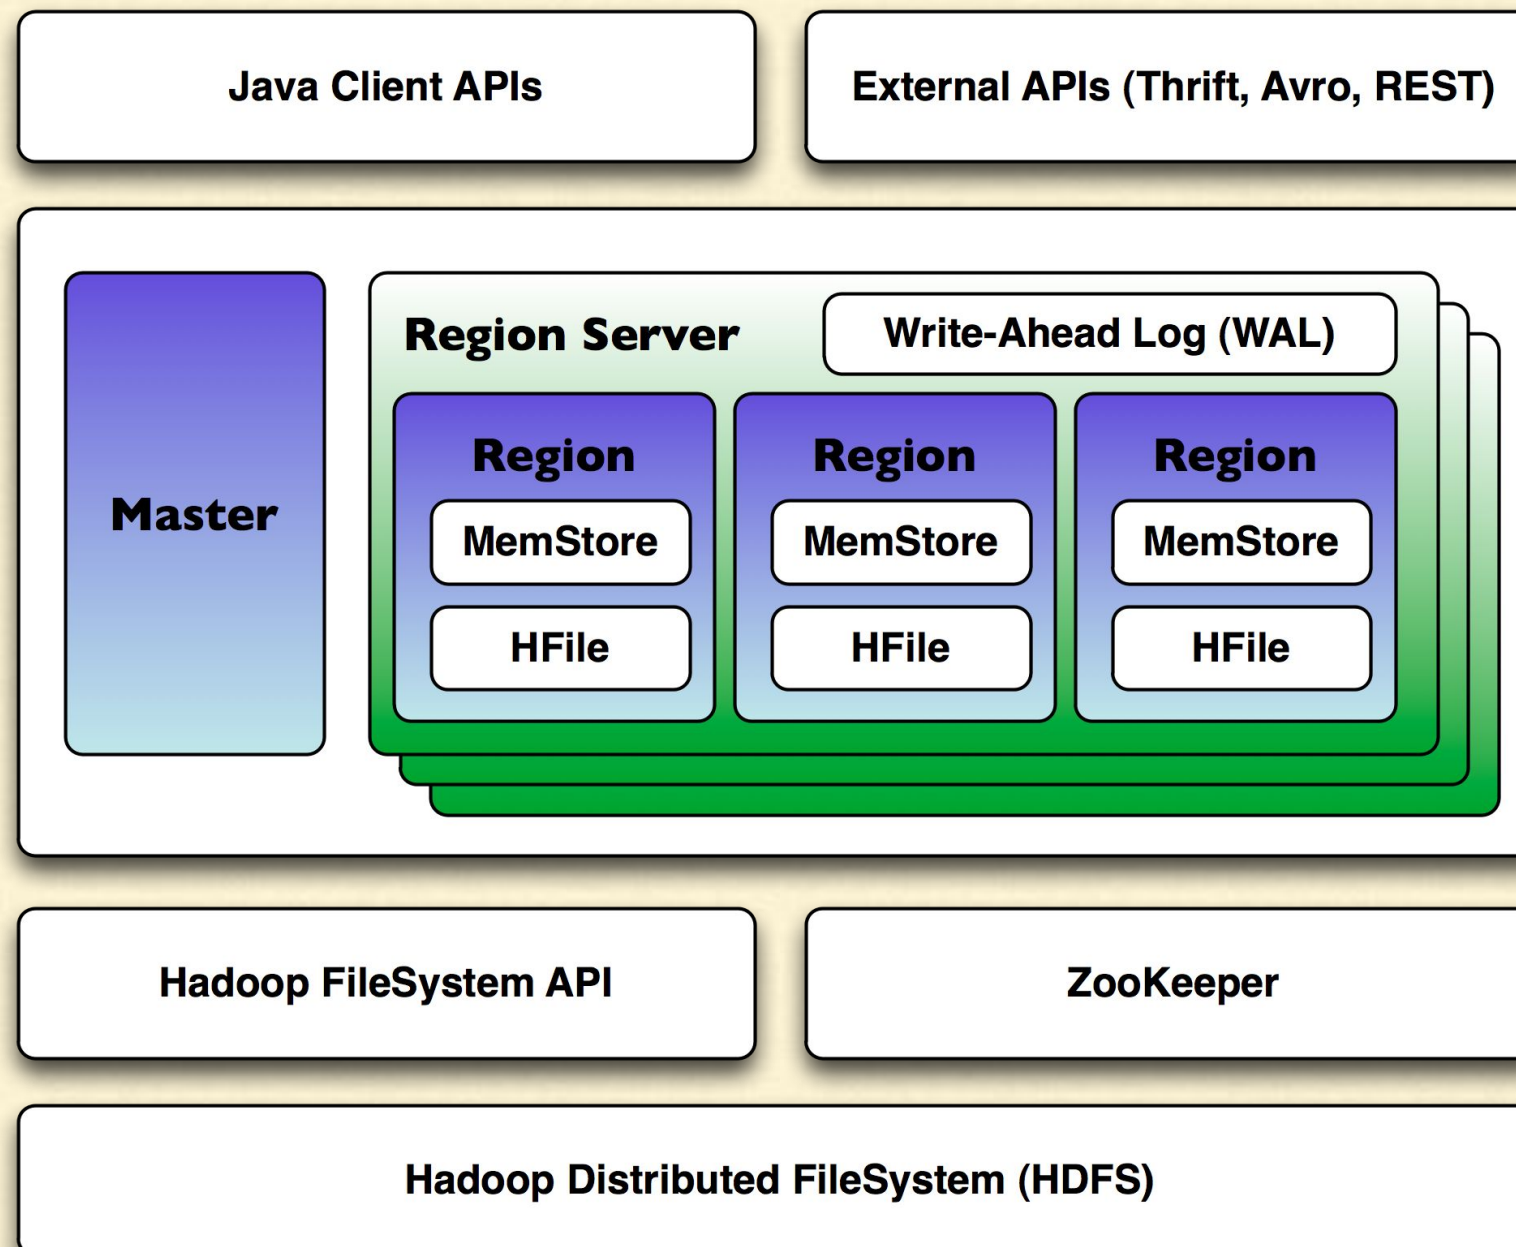 Java Client APIs
External APIs (Thrift, Avro, REST)
Region Server
Write-Ahead Log (WAL)
Master
Region
MemStore
HFile
Region
MemStore
HFile
Region
MemStore
HFile
Hadoop FileSystem API
ZooKeeper
Hadoop Distributed FileSystem (HDFS)